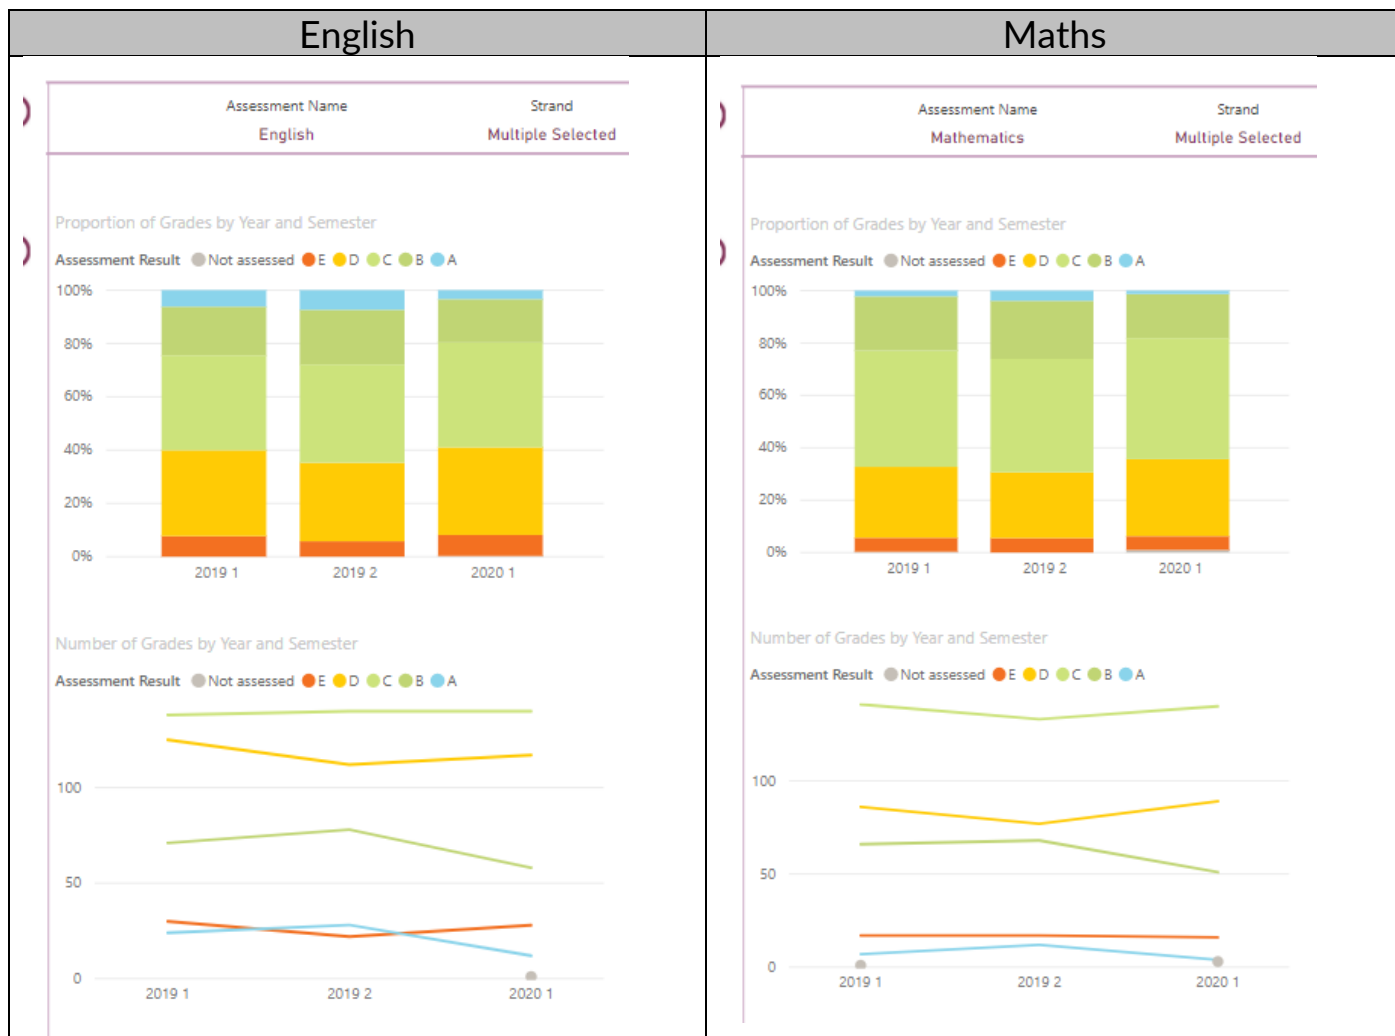 English
Maths
Assessment Name Strand
English Multiple Selected
Proportion of Grades by Year and Semester
Assessment Result Not assessed E D C B A
100%
80%
60%
40%
20%
0%
2019 1 2019 2 2020 1
Number of Grades by Year and Semester
Assessment Result Not assessed E D C B A
100
50
0
2019 1 2019 2 2020 1
Assessment Name Strand
Mathematics Multiple Selected
Proportion of Grades by Year and Semester
Assessment Result Not assessed E D C B A
100%
80%
60%
40%
20%
0%
2019 1 2019 2 2020 1
Number of Grades by Year and Semester
Assessment Result Not assessed E D C B A
100
50
0
2019 1 2019 2 2020 1